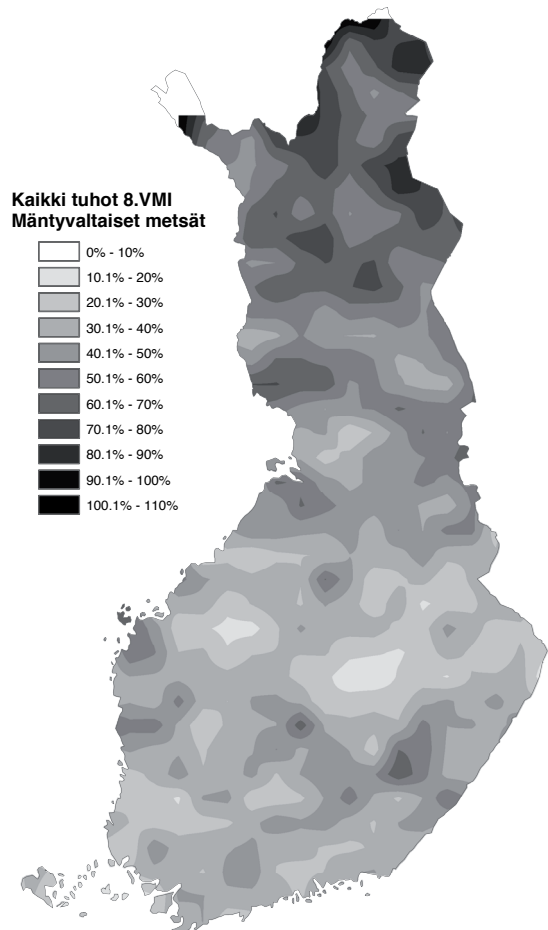 Kaikki tuhot 8.VMI
Mäntyvaltaiset metsät
0% - 10%
10.1% - 20%
20.1% - 30%
30.1% - 40%
40.1% - 50%
50.1% - 60%
60.1% - 70%
70.1% - 80%
80.1% - 90%
90.1% - 100%
100.1% - 110%